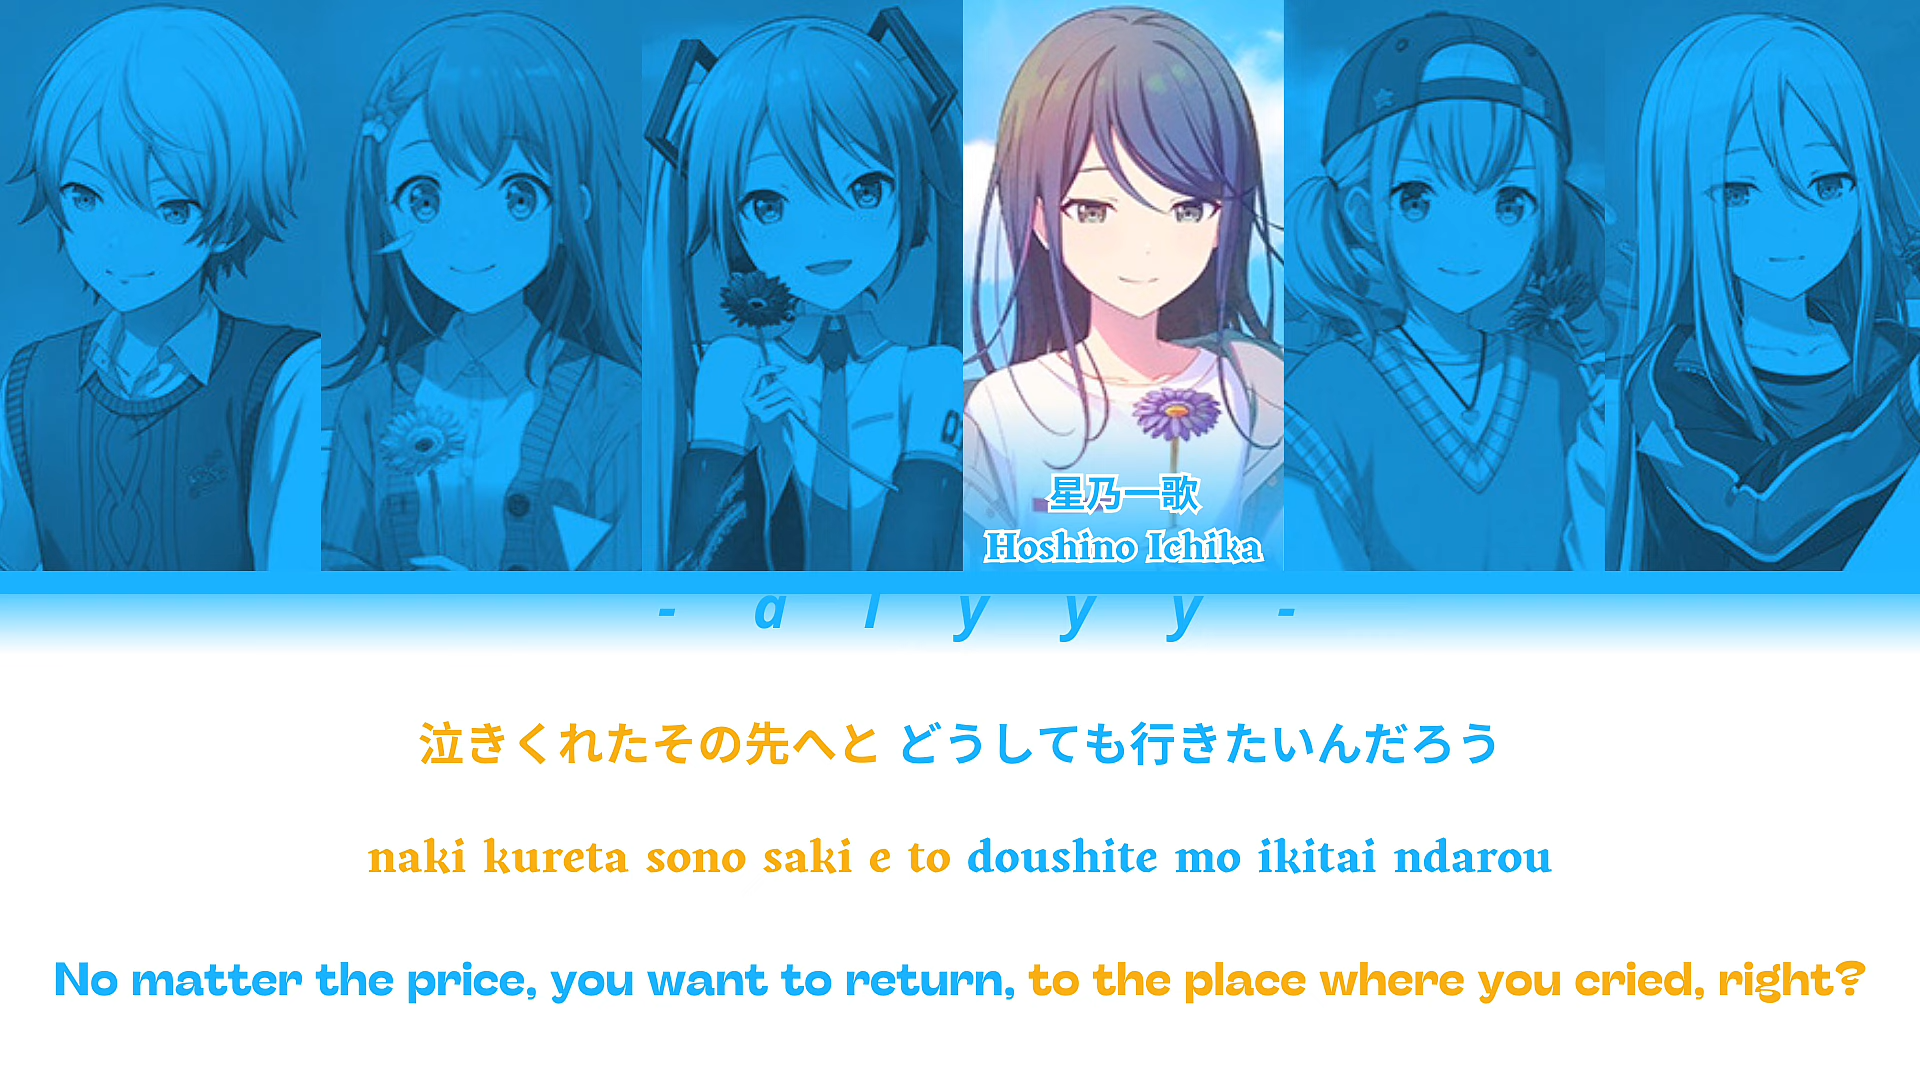 星乃一歌
Hoshino Ichika
- a l y y y -
泣きくれたその先へと どうしても行きたいんだろう
naki kureta sono saki e to doushite mo ikitai ndarou
No matter the price, you want to return, to the place where you cried, right?